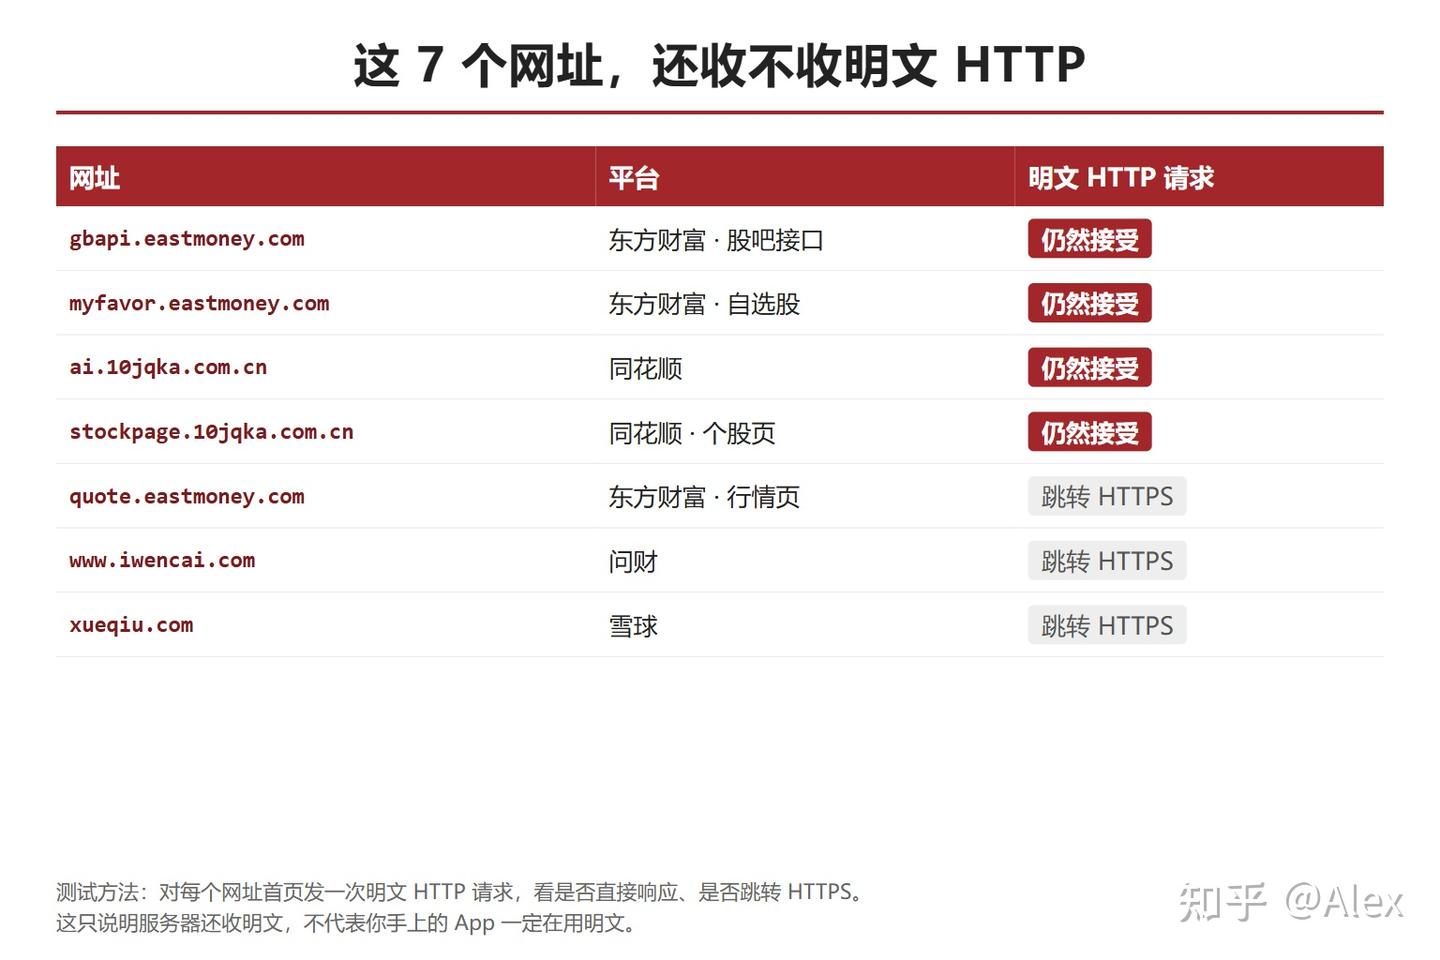 这 7 个网址，还收不收明文 HTTP
网址 平台 明文 HTTP 请求
gbapi.eastmoney.com 东方财富 · 股吧接口 仍然接受
myfavor.eastmoney.com 东方财富 · 自选股 仍然接受
ai.10jqka.com.cn 同花顺 仍然接受
stockpage.10jqka.com.cn 同花顺 · 个股页 仍然接受
quote.eastmoney.com 东方财富 · 行情页 跳转 HTTPS
www.iwencai.com 问财 跳转 HTTPS
xueqiu.com 雪球 跳转 HTTPS
测试方法：对每个网址首页发一次明文 HTTP 请求，看是否直接响应、是否跳转 HTTPS。
这只说明服务器还收明文，不代表你手上的 App 一定在用明文。
知乎 @Alex